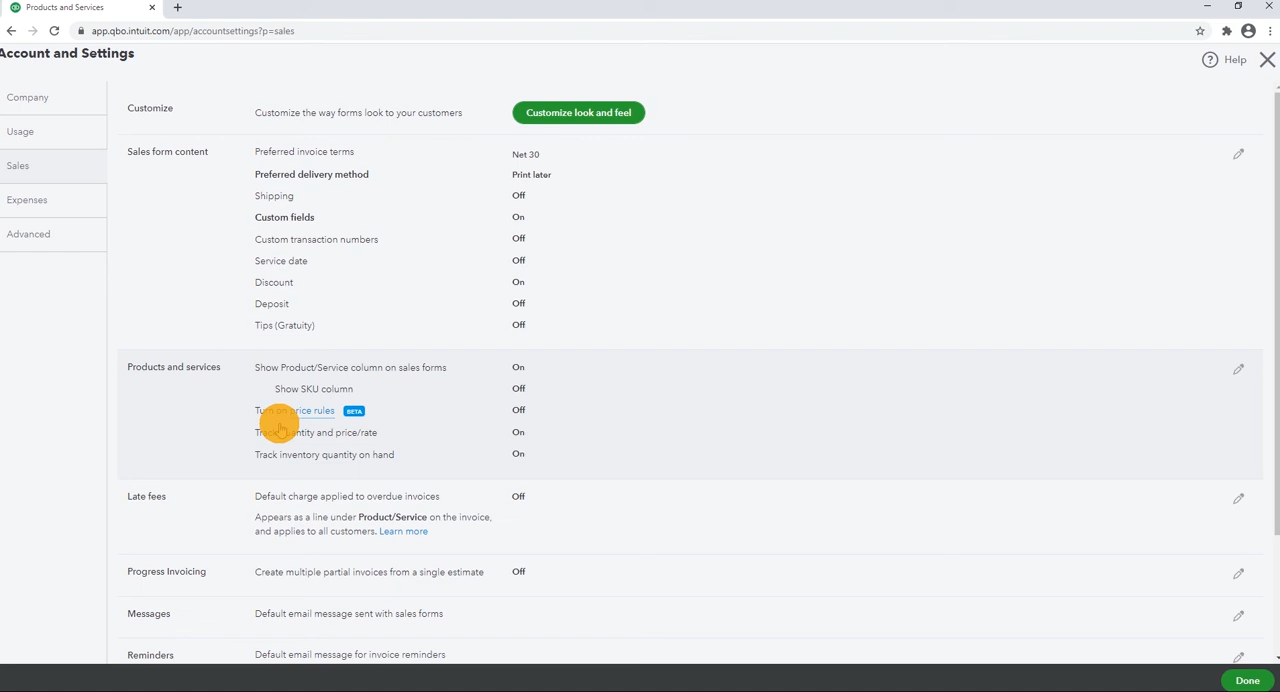 Products and Services
app.qbo.intuit.com/app/accountsettings?p=sales
Account and Settings
Help
Company
Usage
Sales
Expenses
Advanced
Customize
Customize the way forms look to your customers
Customize look and feel
Sales form content
Preferred invoice terms
Net 30
Preferred delivery method
Print later
Shipping
Off
Custom fields
On
Custom transaction numbers
Off
Service date
Off
Discount
On
Deposit
Off
Tips (Gratuity)
Off
Products and services
Show Product/Service column on sales forms
On
Show SKU column
Off
Turn on price rules BETA
Off
Track quantity and price/rate
On
Track inventory quantity on hand
On
Late fees
Default charge applied to overdue invoices
Off
Appears as a line under Product/Service on the invoice,
and applies to all customers. Learn more
Progress Invoicing
Create multiple partial invoices from a single estimate
Off
Messages
Default email message sent with sales forms
Reminders
Default email message for invoice reminders
Done